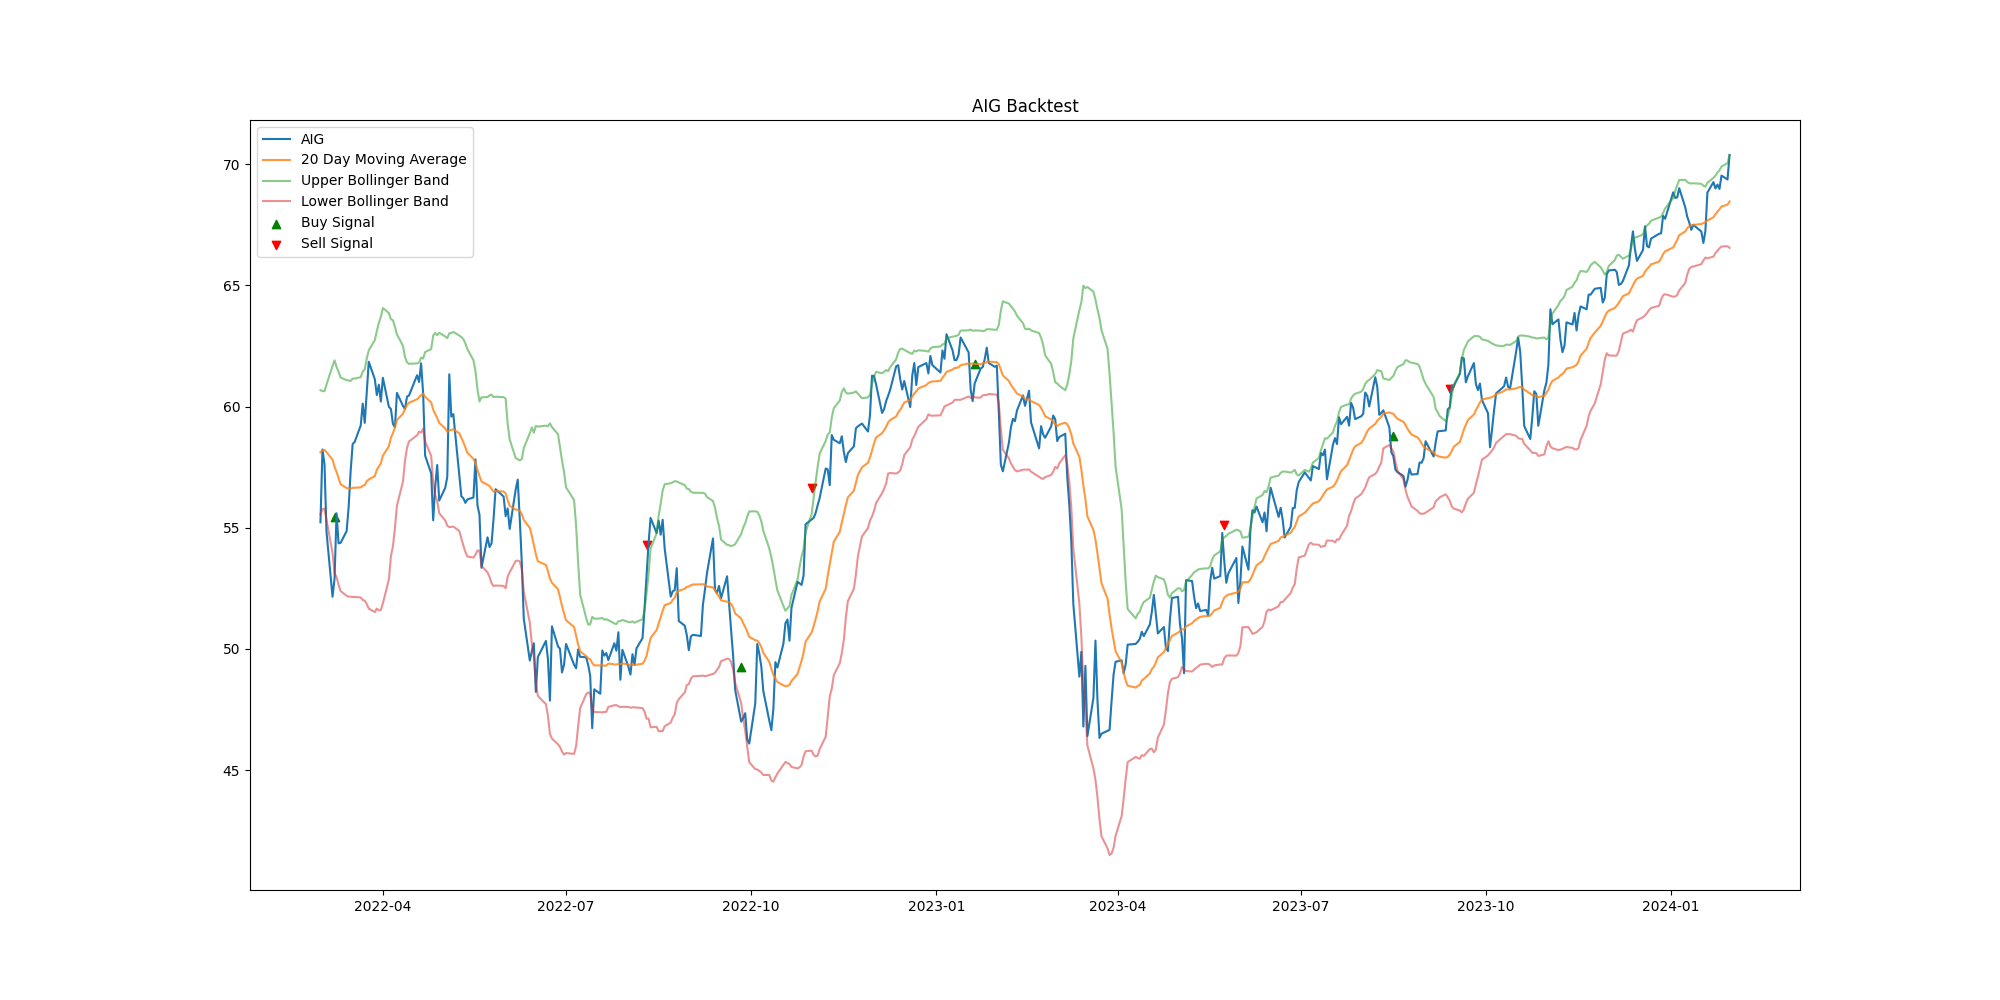 AIG Backtest
AIG
20 Day Moving Average
Upper Bollinger Band
Lower Bollinger Band
Buy Signal
Sell Signal
70
65
60
55
50
45
2022-04 2022-07 2022-10 2023-01 2023-04 2023-07 2023-10 2024-01